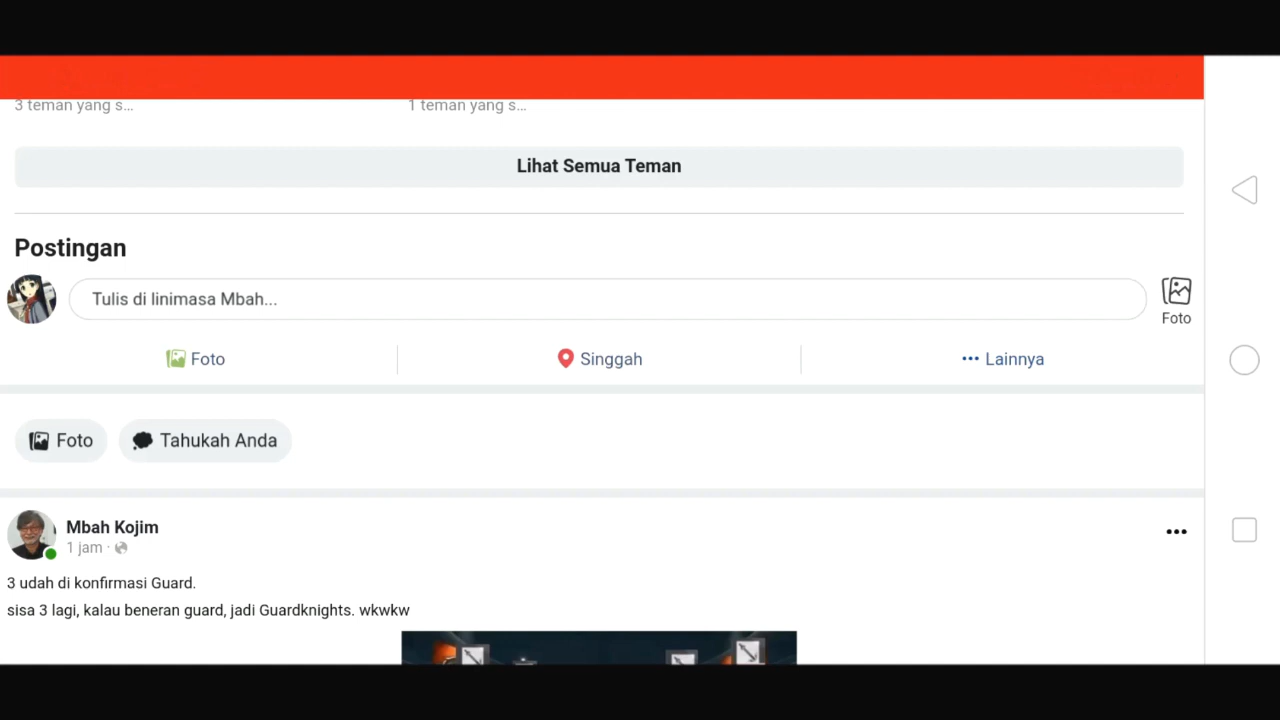 3 teman yang s...
1 teman yang s...
Lihat Semua Teman
Postingan
Tulis di linimasa Mbah...
Foto
Foto
Singgah
Lainnya
Foto
Tahukah Anda
Mbah Kojim
1 jam ·
3 udah di konfirmasi Guard.
sisa 3 lagi, kalau beneran guard, jadi Guardknights. wkwkw